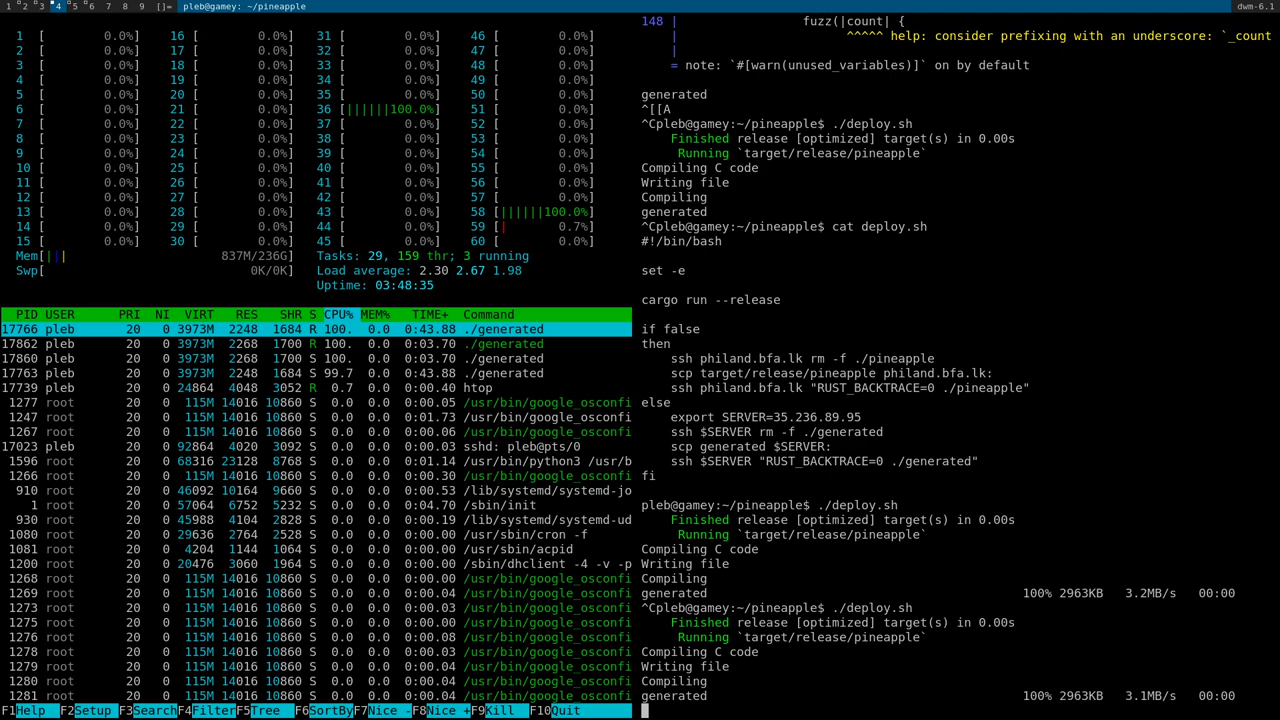 1 2 3 4 5 6 7 8 9 []= pleb@gamey: ~/pineapple dwm-6.1
1 [ 0.0%] 16 [ 0.0%] 31 [ 0.0%] 46 [ 0.0%]
2 [ 0.0%] 17 [ 0.0%] 32 [ 0.0%] 47 [ 0.0%]
3 [ 0.0%] 18 [ 0.0%] 33 [ 0.0%] 48 [ 0.0%]
4 [ 0.0%] 19 [ 0.0%] 34 [ 0.0%] 49 [ 0.0%]
5 [ 0.0%] 20 [ 0.0%] 35 [ 0.0%] 50 [ 0.0%]
6 [ 0.0%] 21 [ 0.0%] 36 [||||||100.0%] 51 [ 0.0%]
7 [ 0.0%] 22 [ 0.0%] 37 [ 0.0%] 52 [ 0.0%]
8 [ 0.0%] 23 [ 0.0%] 38 [ 0.0%] 53 [ 0.0%]
9 [ 0.0%] 24 [ 0.0%] 39 [ 0.0%] 54 [ 0.0%]
10 [ 0.0%] 25 [ 0.0%] 40 [ 0.0%] 55 [ 0.0%]
11 [ 0.0%] 26 [ 0.0%] 41 [ 0.0%] 56 [ 0.0%]
12 [ 0.0%] 27 [ 0.0%] 42 [ 0.0%] 57 [ 0.0%]
13 [ 0.0%] 28 [ 0.0%] 43 [ 0.0%] 58 [||||||100.0%]
14 [ 0.0%] 29 [ 0.0%] 44 [ 0.0%] 59 [| 0.7%]
15 [ 0.0%] 30 [ 0.0%] 45 [ 0.0%] 60 [ 0.0%]
Mem[||| 837M/236G] Tasks: 29, 159 thr; 3 running
Swp[ 0K/0K] Load average: 2.30 2.67 1.98
Uptime: 03:48:35
PID USER PRI NI VIRT RES SHR S CPU% MEM% TIME+ Command
17766 pleb 20 0 3973M 2248 1684 R 100. 0.0 0:43.88 ./generated
17862 pleb 20 0 3973M 2268 1700 R 100. 0.0 0:03.70 ./generated
17860 pleb 20 0 3973M 2268 1700 S 100. 0.0 0:03.70 ./generated
17763 pleb 20 0 3973M 2248 1684 S 99.7 0.0 0:43.88 ./generated
17739 pleb 20 0 24864 4048 3052 R 0.7 0.0 0:00.40 htop
1277 root 20 0 115M 14016 10860 S 0.0 0.0 0:00.05 /usr/bin/google_osconfi
1247 root 20 0 115M 14016 10860 S 0.0 0.0 0:01.73 /usr/bin/google_osconfi
1267 root 20 0 115M 14016 10860 S 0.0 0.0 0:00.06 /usr/bin/google_osconfi
17023 pleb 20 0 92864 4020 3092 S 0.0 0.0 0:00.03 sshd: pleb@pts/0
1596 root 20 0 68316 23128 8768 S 0.0 0.0 0:01.14 /usr/bin/python3 /usr/b
1266 root 20 0 115M 14016 10860 S 0.0 0.0 0:00.30 /usr/bin/google_osconfi
910 root 20 0 46092 10164 9660 S 0.0 0.0 0:00.53 /lib/systemd/systemd-jo
1 root 20 0 57064 6752 5232 S 0.0 0.0 0:04.70 /sbin/init
930 root 20 0 45988 4104 2828 S 0.0 0.0 0:00.19 /lib/systemd/systemd-ud
1080 root 20 0 29636 2764 2528 S 0.0 0.0 0:00.00 /usr/sbin/cron -f
1081 root 20 0 4204 1144 1064 S 0.0 0.0 0:00.00 /usr/sbin/acpid
1200 root 20 0 20476 3060 1964 S 0.0 0.0 0:00.00 /sbin/dhclient -4 -v -p
1268 root 20 0 115M 14016 10860 S 0.0 0.0 0:00.00 /usr/bin/google_osconfi
1269 root 20 0 115M 14016 10860 S 0.0 0.0 0:00.04 /usr/bin/google_osconfi
1273 root 20 0 115M 14016 10860 S 0.0 0.0 0:00.03 /usr/bin/google_osconfi
1275 root 20 0 115M 14016 10860 S 0.0 0.0 0:00.00 /usr/bin/google_osconfi
1276 root 20 0 115M 14016 10860 S 0.0 0.0 0:00.08 /usr/bin/google_osconfi
1278 root 20 0 115M 14016 10860 S 0.0 0.0 0:00.03 /usr/bin/google_osconfi
1279 root 20 0 115M 14016 10860 S 0.0 0.0 0:00.04 /usr/bin/google_osconfi
1280 root 20 0 115M 14016 10860 S 0.0 0.0 0:00.04 /usr/bin/google_osconfi
1281 root 20 0 115M 14016 10860 S 0.0 0.0 0:00.04 /usr/bin/google_osconfi
F1Help F2Setup F3SearchF4FilterF5Tree F6SortByF7Nice -F8Nice +F9Kill F10Quit
148 | fuzz(|count| {
| ^^^^^ help: consider prefixing with an underscore: `_count
|
= note: `#[warn(unused_variables)]` on by default
generated
^[[A
^Cpleb@gamey:~/pineapple$ ./deploy.sh
Finished release [optimized] target(s) in 0.00s
Running `target/release/pineapple`
Compiling C code
Writing file
Compiling
generated
^Cpleb@gamey:~/pineapple$ cat deploy.sh
#!/bin/bash
set -e
cargo run --release
if false
then
ssh philand.bfa.lk rm -f ./pineapple
scp target/release/pineapple philand.bfa.lk:
ssh philand.bfa.lk "RUST_BACKTRACE=0 ./pineapple"
else
export SERVER=35.236.89.95
ssh $SERVER rm -f ./generated
scp generated $SERVER:
ssh $SERVER "RUST_BACKTRACE=0 ./generated"
fi
pleb@gamey:~/pineapple$ ./deploy.sh
Finished release [optimized] target(s) in 0.00s
Running `target/release/pineapple`
Compiling C code
Writing file
Compiling
generated 100% 2963KB 3.2MB/s 00:00
^Cpleb@gamey:~/pineapple$ ./deploy.sh
Finished release [optimized] target(s) in 0.00s
Running `target/release/pineapple`
Compiling C code
Writing file
Compiling
generated 100% 2963KB 3.1MB/s 00:00